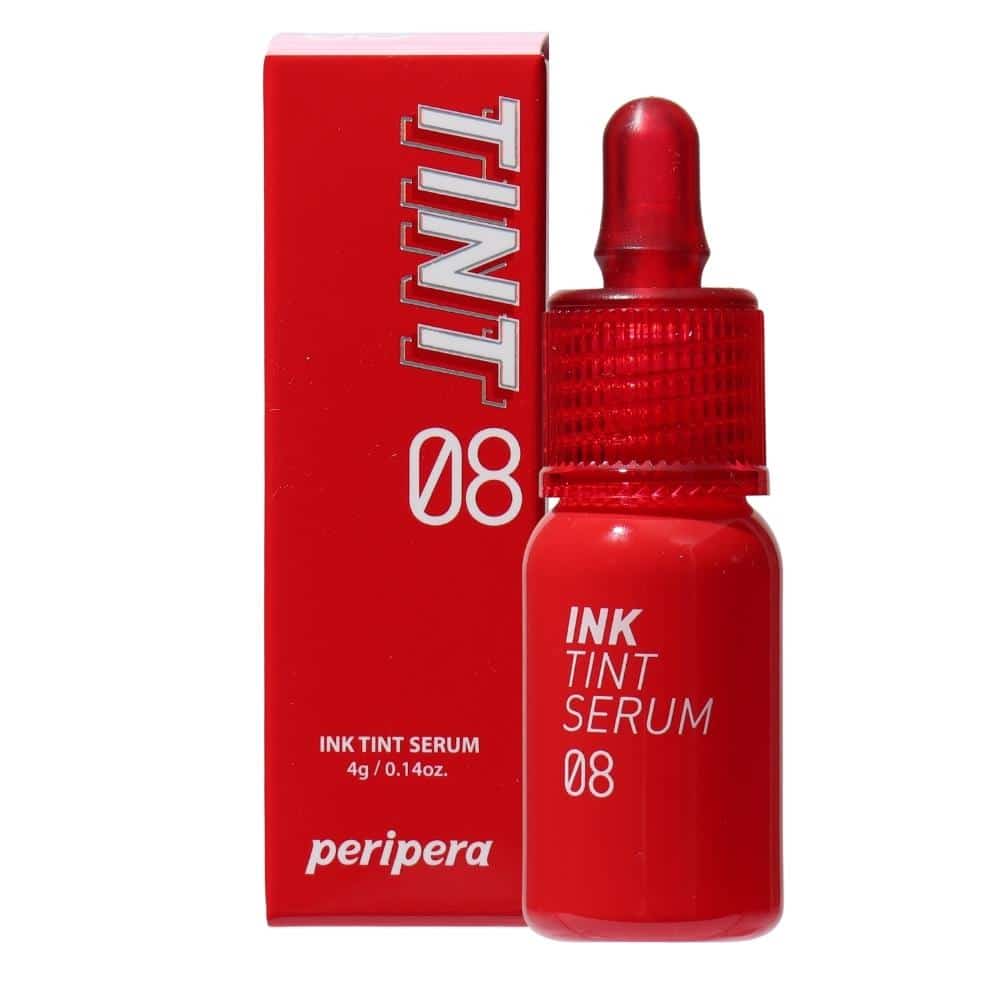 TINT
08
INK TINT SERUM
4g / 0.14oz.
peripera
INK
TINT
SERUM
08